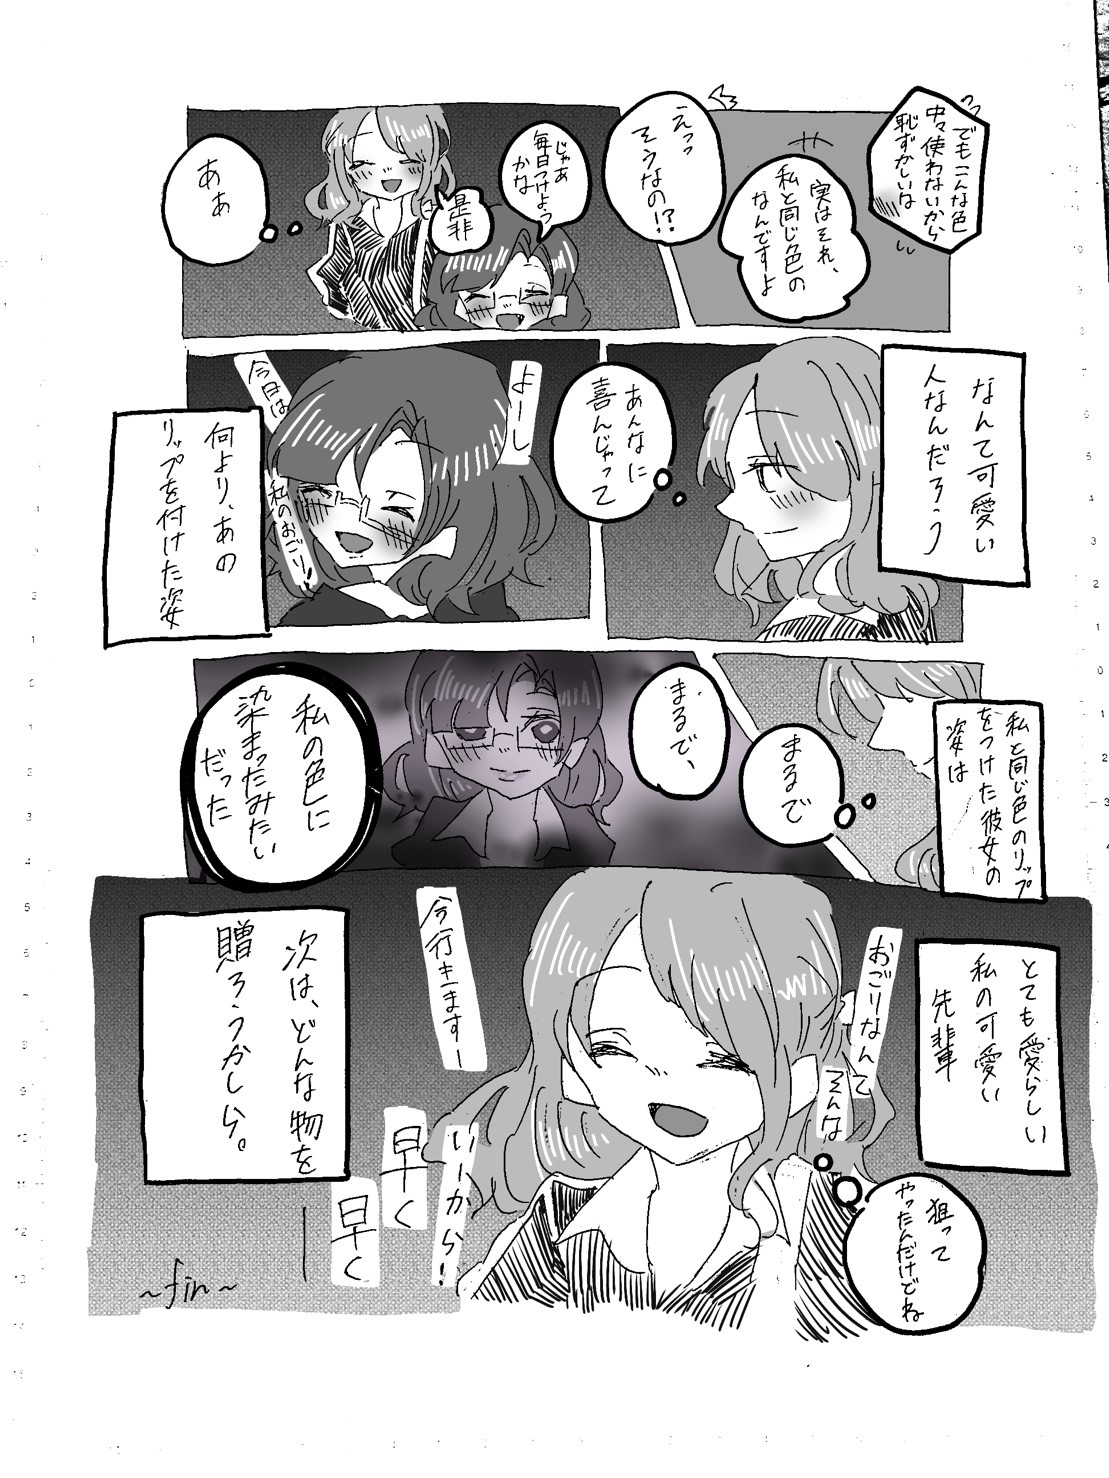 でもこんな色
中々使わないから
恥ずかしいは
実はそれ、
私と同じ色の
なんですよ
えっっ
そうなの!?
じゃあ
毎日つけよう
かな
是非
ああ
なんて可愛い
人なんだろう
あんなに
喜んじゃって
よーし
今日は
私のおごり!
何より、あの
リップを付けた姿
私と同じ色のリップ
をつけた彼女の
姿は
まるで
まるで、
私の色に
染まったみたい
だった
とても愛らしい
私の可愛い
先輩
おごりなんて
そんな
狙って
やったんだけどね
今行きますー
いーから!
早く
早く
次は、どんな物を
贈ろうかしら。
~fin~